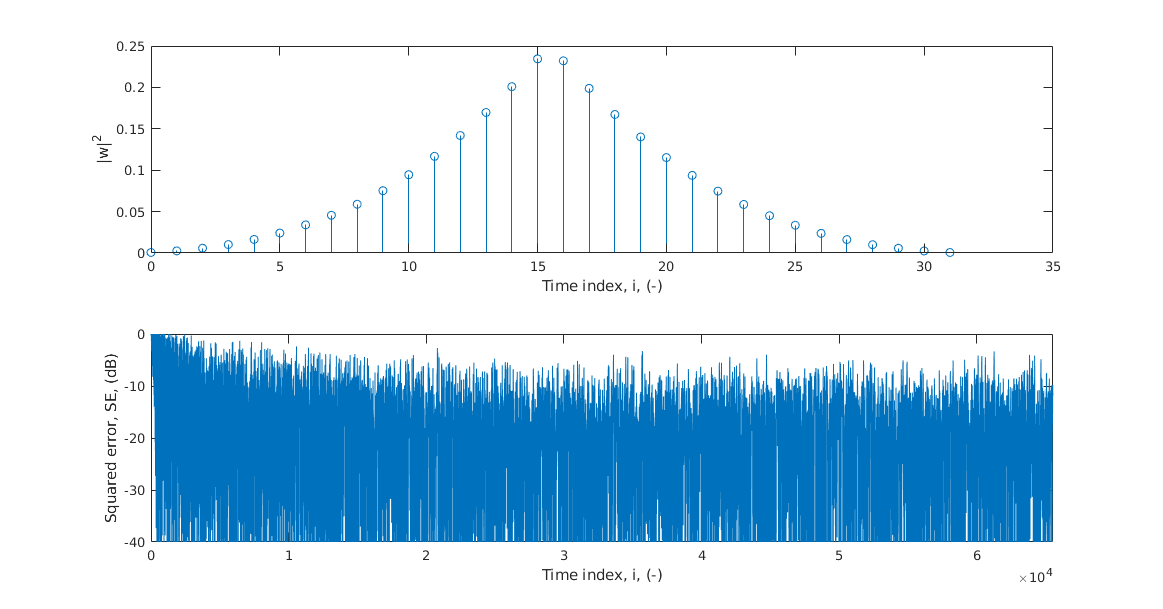 0.25
0.2
0.15
0.1
0.05
0
|w|²
0 5 10 15 20 25 30 35
Time index, i, (-)
0
-10
-20
-30
-40
Squared error, SE, (dB)
0 1 2 3 4 5 6
×10⁴
Time index, i, (-)